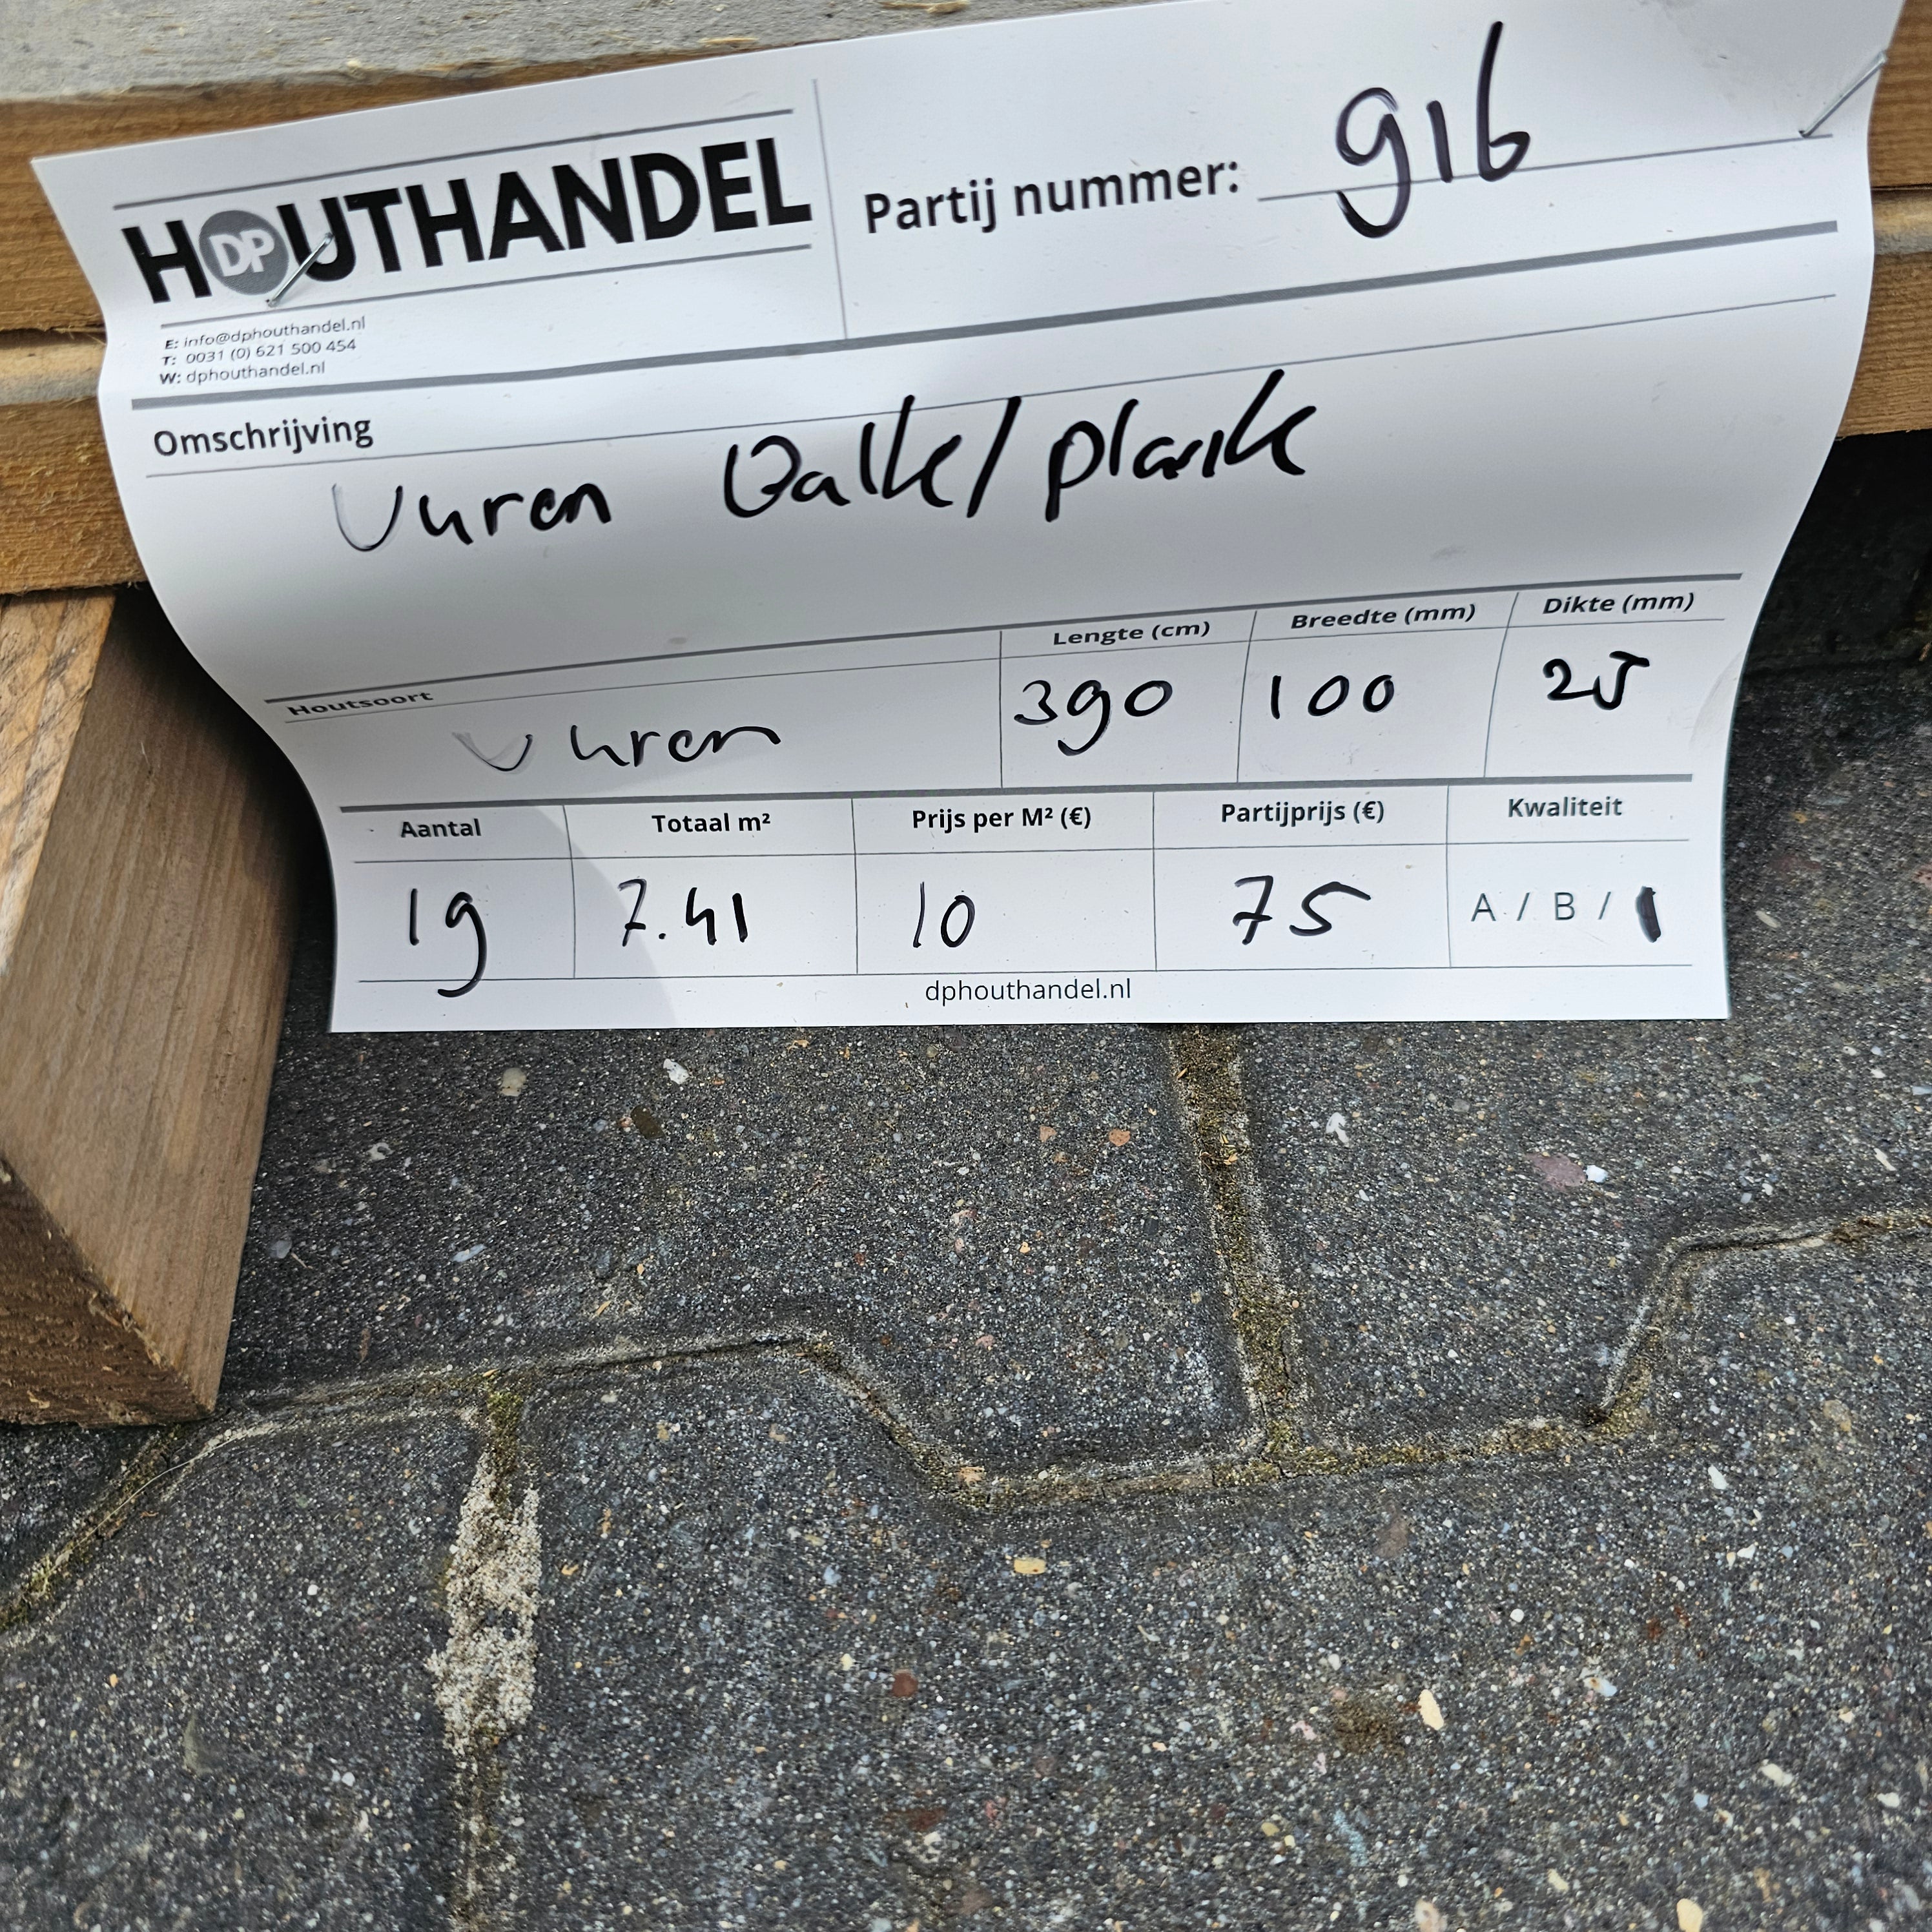 HOUTHANDEL
DP
Partij nummer: 916
E: info@dphouthandel.nl
T: 0031 (0) 621 500 454
W: dphouthandel.nl
Omschrijving
Vuren Balk/plank
Houtsoort Lengte (cm) Breedte (mm) Dikte (mm)
Vuren 390 100 25
Aantal Totaal m² Prijs per M² (€) Partijprijs (€) Kwaliteit
19 7.41 10 75 A / B /
dphouthandel.nl